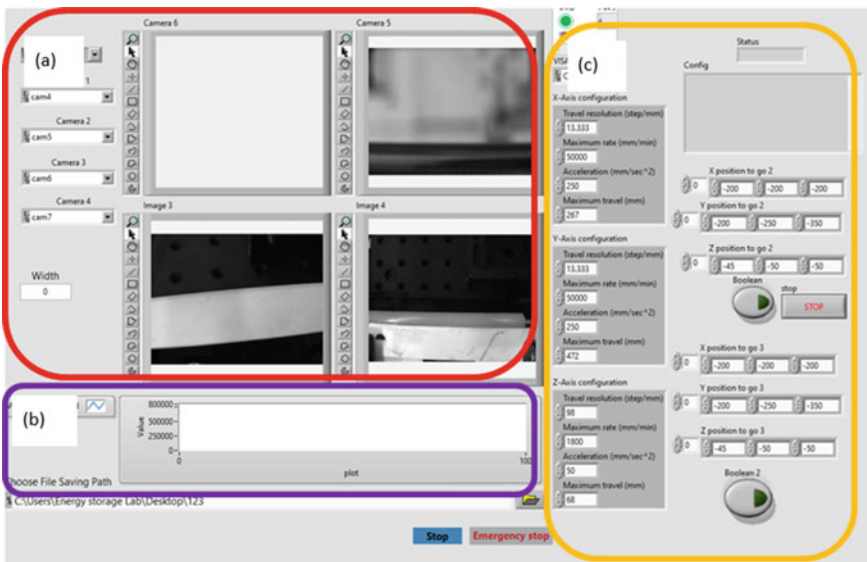 Camera 6
Camera 5
(a)
1
cam4
Camera 2
cam5
Camera 3
cam6
Camera 4
cam7
Width
0
Image 3
Image 4
(b)
800000
500000
250000
0
Value
0
100
plot
Choose File Saving Path
C:\Users\Energy storage Lab\Desktop\123
Stop
Emergency stop
(c)
VISA
Status
Config
X-Axis configuration
Travel resolution (step/mm)
13.333
Maximum rate (mm/min)
50000
Acceleration (mm/sec^2)
250
Maximum travel (mm)
267
Y-Axis configuration
Travel resolution (step/mm)
13.333
Maximum rate (mm/min)
50000
Acceleration (mm/sec^2)
250
Maximum travel (mm)
472
Z-Axis configuration
Travel resolution (step/mm)
98
Maximum rate (mm/min)
1800
Acceleration (mm/sec^2)
50
Maximum travel (mm)
68
X position to go 2
0 -200 -200 -200
Y position to go 2
0 -200 -250 -350
Z position to go 2
0 -45 -50 -50
Boolean
stop
STOP
X position to go 3
0 -200 -200 -200
Y position to go 3
0 -200 -250 -350
Z position to go 3
0 -45 -50 -50
Boolean 2